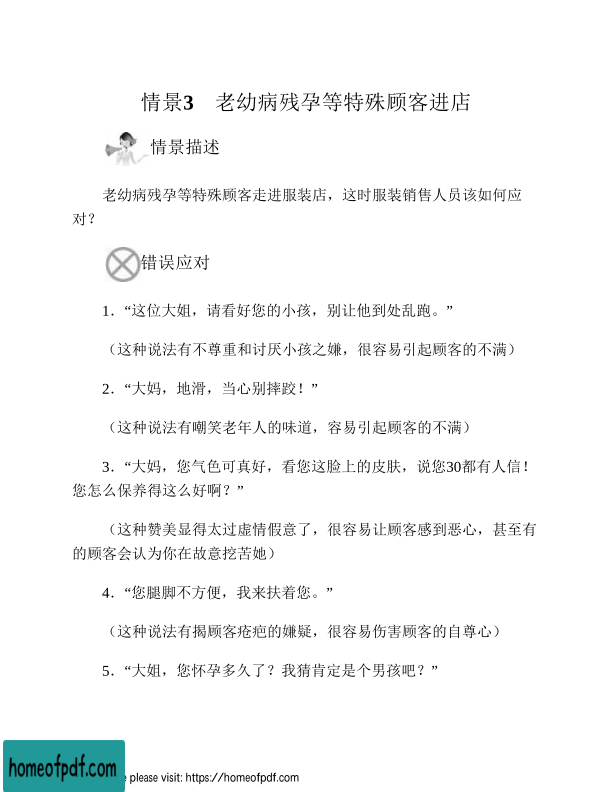 情景3　老幼病残孕等特殊顾客进店
情景描述
老幼病残孕等特殊顾客走进服装店，这时服装销售人员该如何应
对？
错误应对
1．“这位大姐，请看好您的小孩，别让他到处乱跑。”
（这种说法有不尊重和讨厌小孩之嫌，很容易引起顾客的不满）
2．“大妈，地滑，当心别摔跤！”
（这种说法有嘲笑老年人的味道，容易引起顾客的不满）
3．“大妈，您气色可真好，看您这脸上的皮肤，说您30都有人信！
您怎么保养得这么好啊？”
（这种赞美显得太过虚情假意了，很容易让顾客感到恶心，甚至有
的顾客会认为你在故意挖苦她）
4．“您腿脚不方便，我来扶着您。”
（这种说法有揭顾客疮疤的嫌疑，很容易伤害顾客的自尊心）
5．“大姐，您怀孕多久了？我猜肯定是个男孩吧？”
homeofpdf.com
e please visit: https://homeofpdf.com